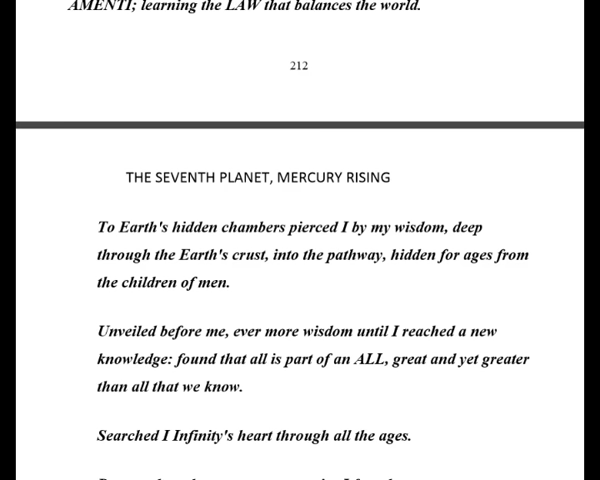 AMENTI; learning the LAW that balances the world.
212
THE SEVENTH PLANET, MERCURY RISING
To Earth's hidden chambers pierced I by my wisdom, deep
through the Earth's crust, into the pathway, hidden for ages from
the children of men.
Unveiled before me, ever more wisdom until I reached a new
knowledge: found that all is part of an ALL, great and yet greater
than all that we know.
Searched I Infinity's heart through all the ages.